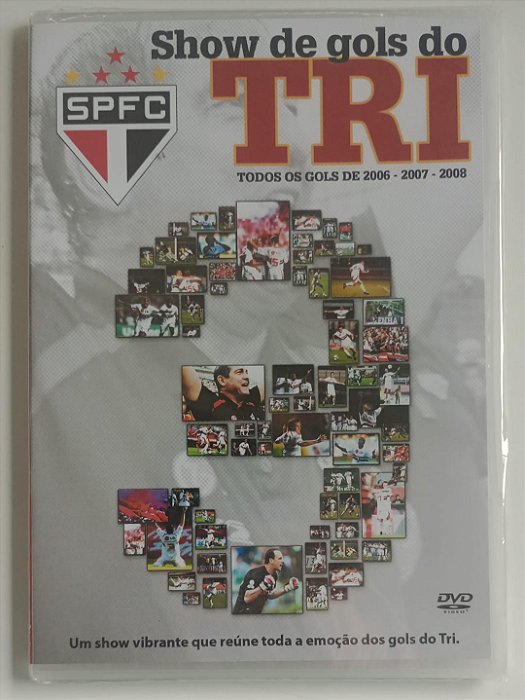 Show de gols do
TRI
TODOS OS GOLS DE 2006 - 2007 - 2008
SPFC
DVD
VIDEO
Um show vibrante que reúne toda a emoção dos gols do Tri.